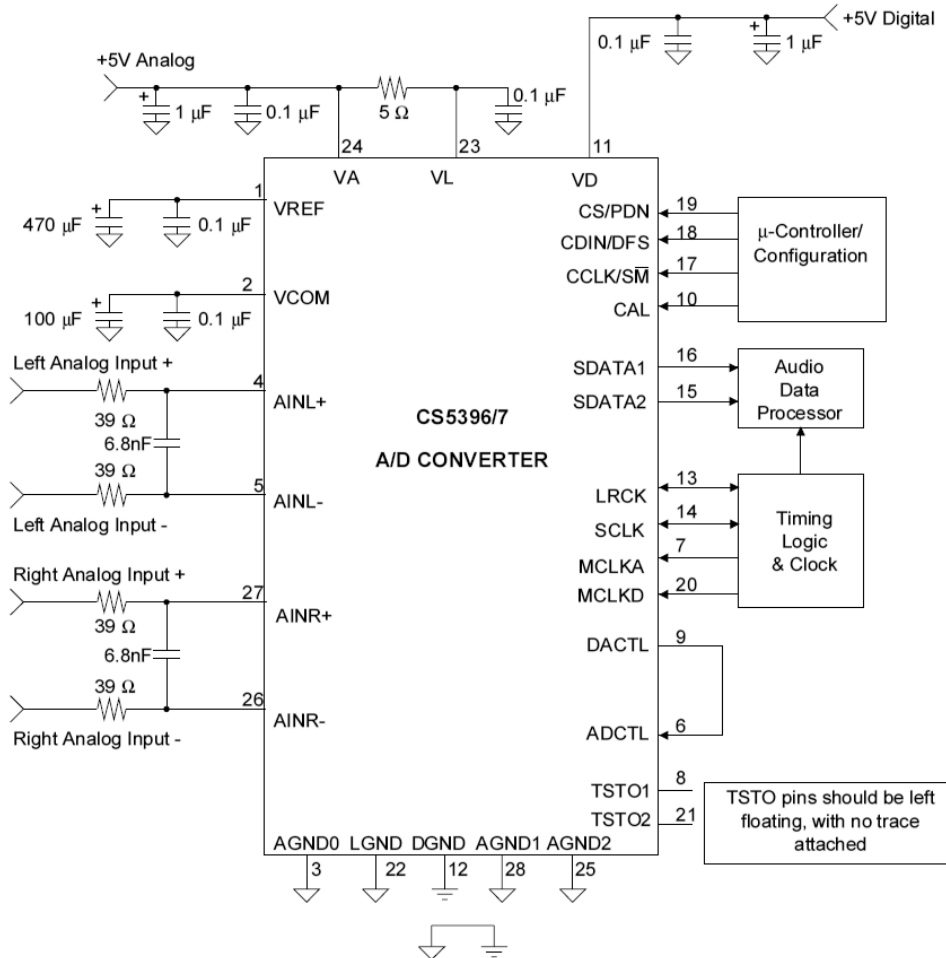 +5V Digital
0.1 μF
+ 1 μF
+5V Analog
+ 1 μF
0.1 μF
5 Ω
0.1 μF
24
23
11
VA
VL
VD
1
VREF
+
470 μF
0.1 μF
2
VCOM
+
100 μF
0.1 μF
Left Analog Input +
4
AINL+
39 Ω
6.8nF
39 Ω
5
AINL-
Left Analog Input -
Right Analog Input +
27
AINR+
39 Ω
6.8nF
39 Ω
26
AINR-
Right Analog Input -
CS5396/7
A/D CONVERTER
CS/PDN
19
CDIN/DFS
18
CCLK/SM̅
17
CAL
10
μ-Controller/
Configuration
SDATA1
16
SDATA2
15
Audio
Data
Processor
LRCK
13
SCLK
14
MCLKA
7
MCLKD
20
Timing
Logic
& Clock
DACTL
9
ADCTL
6
TSTO1
8
TSTO2
21
TSTO pins should be left
floating, with no trace
attached
AGND0 LGND DGND AGND1 AGND2
3 22 12 28 25